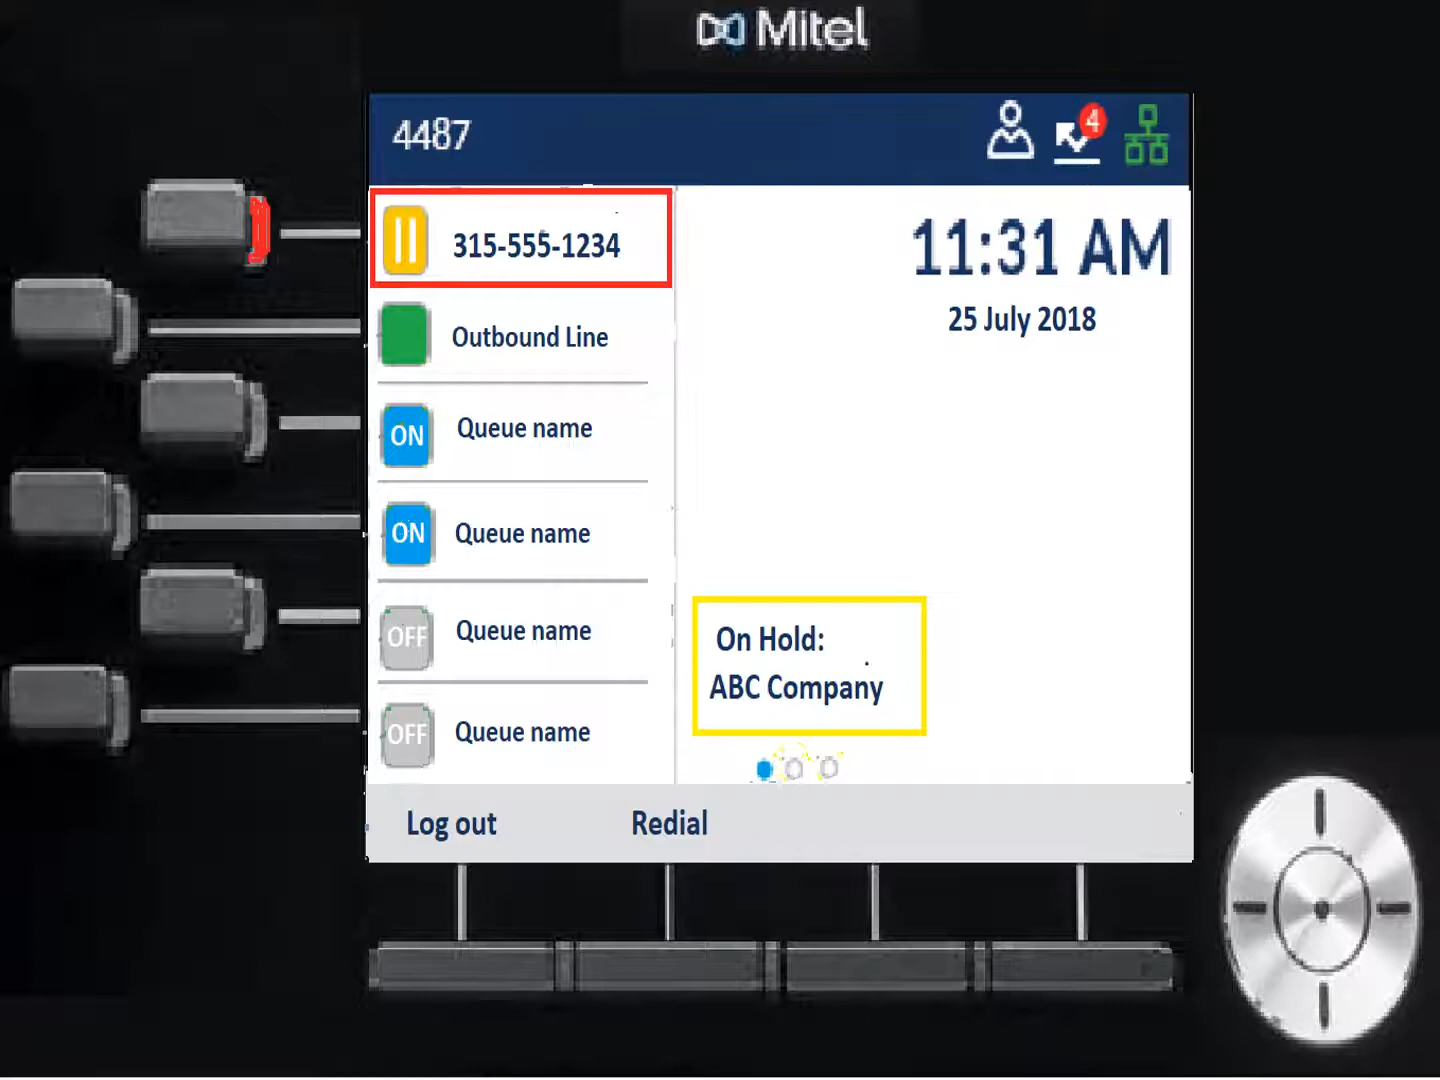 Mitel
4487
4
315-555-1234
11:31 AM
25 July 2018
Outbound Line
ON Queue name
ON Queue name
OFF Queue name
OFF Queue name
On Hold:
ABC Company
Log out
Redial